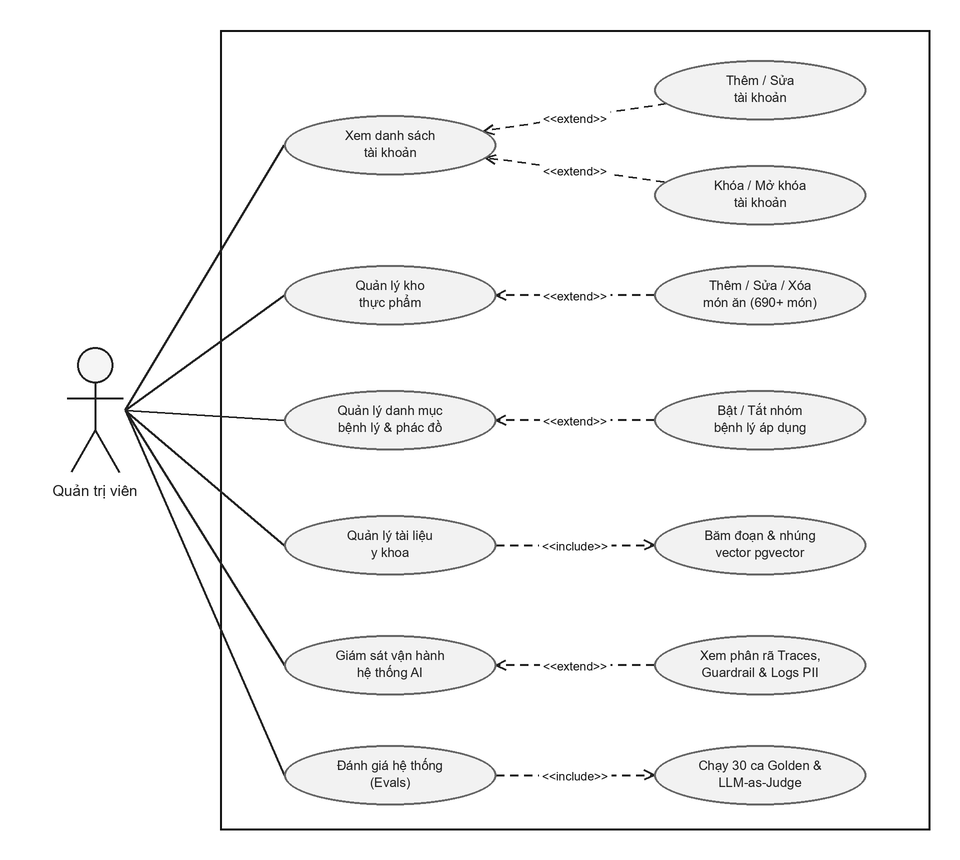 Thêm / Sửa
tài khoản
<<extend>>
Xem danh sách
tài khoản
<<extend>>
Khóa / Mở khóa
tài khoản
Quản lý kho
thực phẩm
<<extend>>
Thêm / Sửa / Xóa
món ăn (690+ món)
Quản lý danh mục
bệnh lý & phác đồ
<<extend>>
Bật / Tắt nhóm
bệnh lý áp dụng
Quản trị viên
Quản lý tài liệu
y khoa
<<include>>
Băm đoạn & nhúng
vector pgvector
Giám sát vận hành
hệ thống AI
<<extend>>
Xem phân rã Traces,
Guardrail & Logs PII
Đánh giá hệ thống
(Evals)
<<include>>
Chạy 30 ca Golden &
LLM-as-Judge